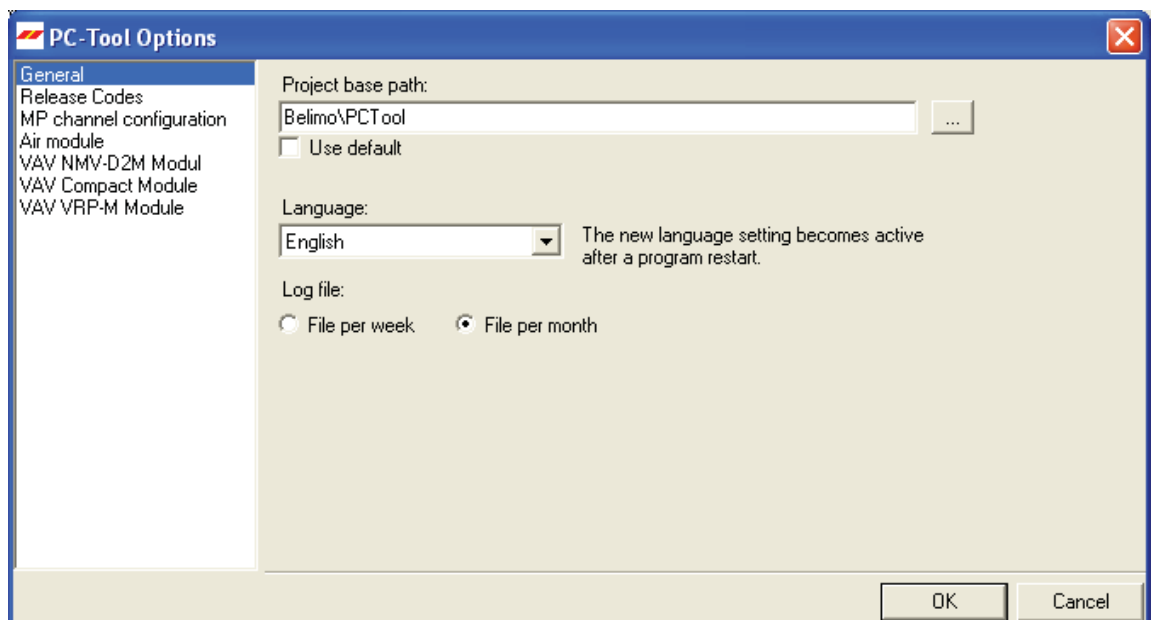 PC-Tool Options
General
Release Codes
MP channel configuration
Air module
VAV NMV-D2M Modul
VAV Compact Module
VAV VRP-M Module
Project base path:
Belimo\PCTool
...
Use default
Language:
English
The new language setting becomes active
after a program restart.
Log file:
File per week
File per month
OK
Cancel